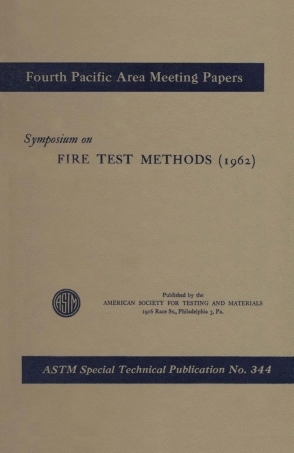 Fourth Pacific Area Meeting Papers
Symposium on
FIRE TEST METHODS (1962)
ASTM
Published by the
AMERICAN SOCIETY FOR TESTING AND MATERIALS
1916 Race St., Philadelphia 3, Pa.
ASTM Special Technical Publication No. 344